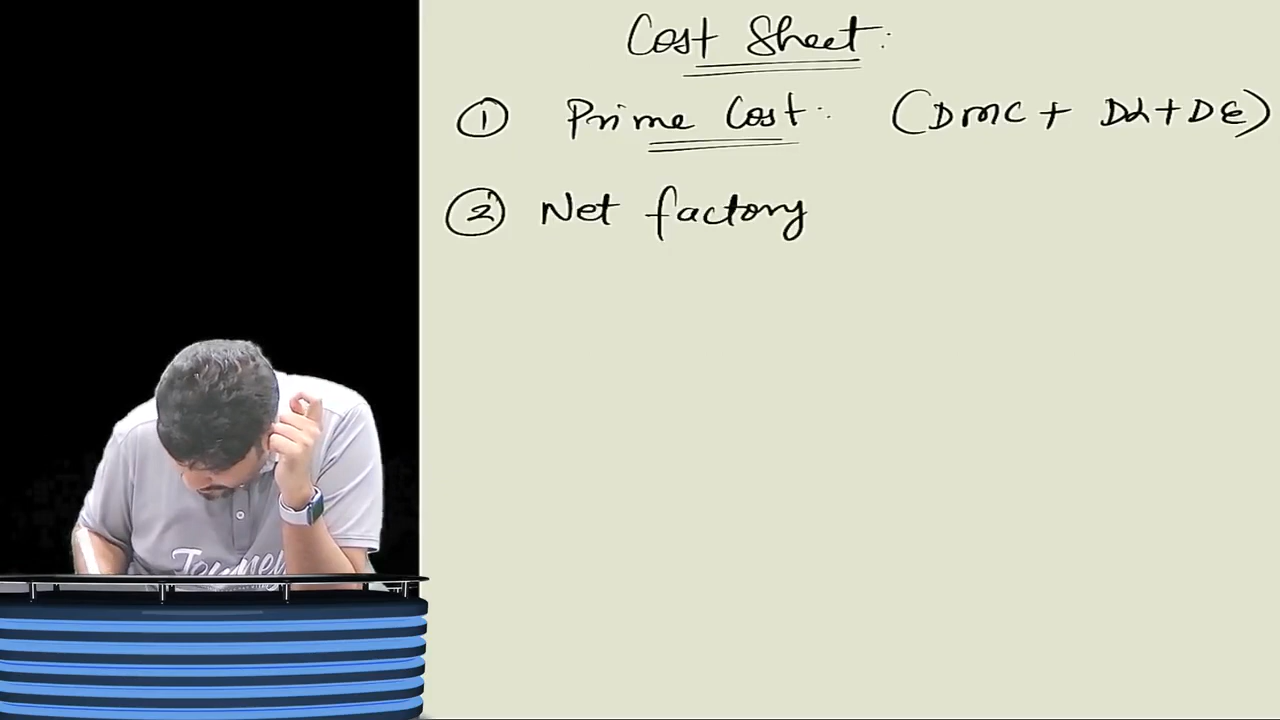 Cost Sheet:
① Prime Cost: (DMC + DL + DE)
② Net factory